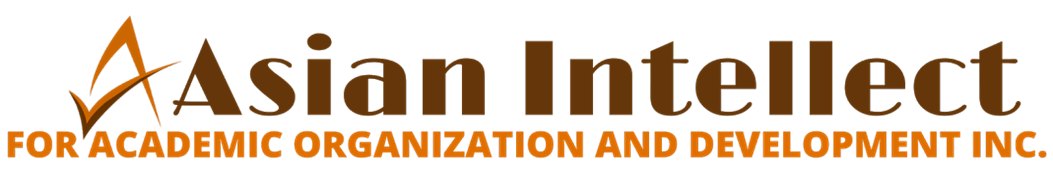 Asian Intellect
FOR ACADEMIC ORGANIZATION AND DEVELOPMENT INC.